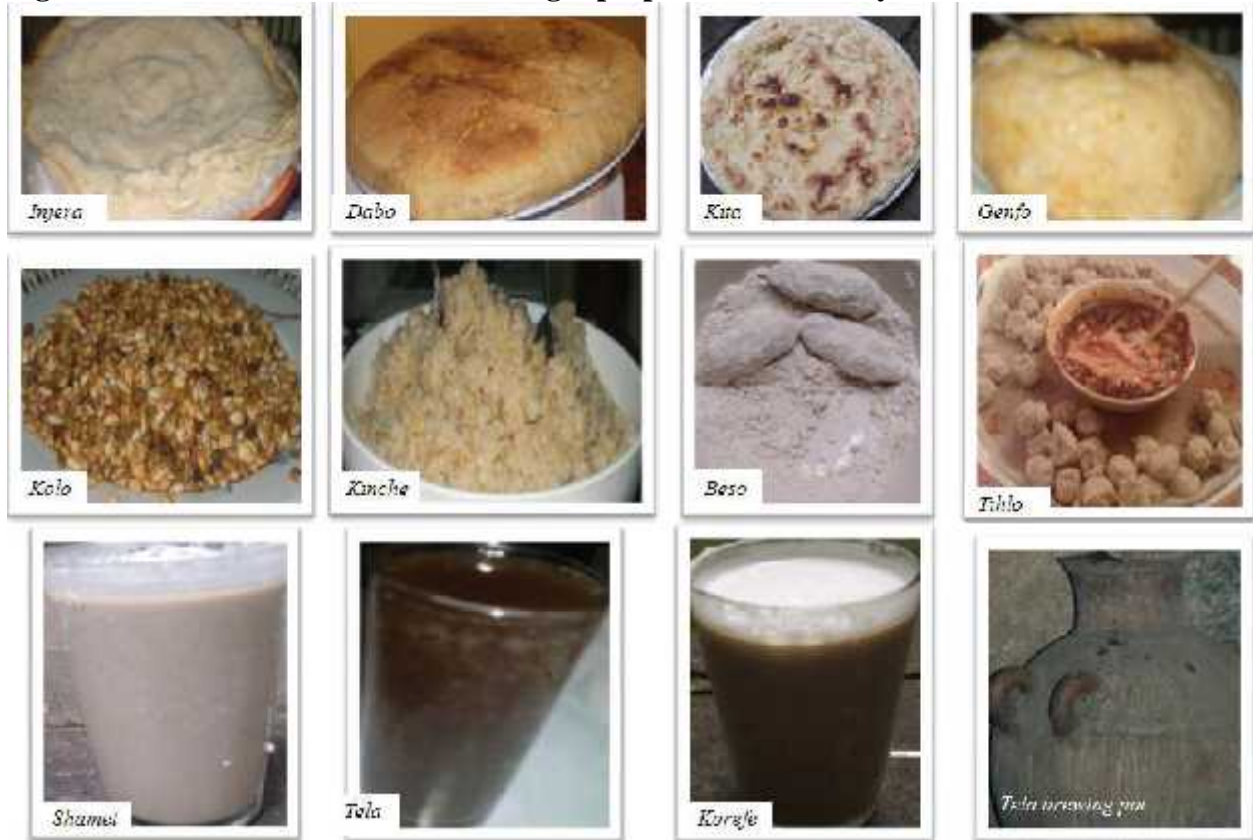 Injera
Dabo
Kita
Genfo
Kolo
Kinche
Beso
Tihlo
Shamet
Tela
Korefe
Tela brewing pot